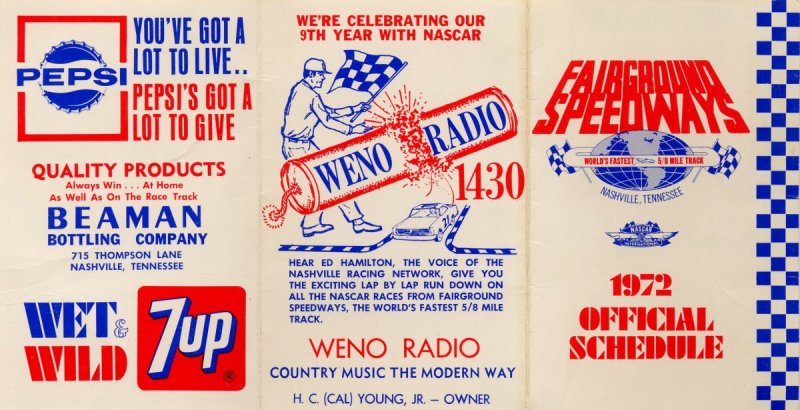 YOU'VE GOT A
LOT TO LIVE..
PEPSI
PEPSI'S GOT A
LOT TO GIVE
QUALITY PRODUCTS
Always Win . . . At Home
As Well As On The Race Track
BEAMAN
BOTTLING COMPANY
715 THOMPSON LANE
NASHVILLE, TENNESSEE
WET &
WILD
7up
®
WE'RE CELEBRATING OUR
9TH YEAR WITH NASCAR
WENO RADIO
1430
HEAR ED HAMILTON, THE VOICE OF THE
NASHVILLE RACING NETWORK, GIVE YOU
THE EXCITING LAP BY LAP RUN DOWN ON
ALL THE NASCAR RACES FROM FAIRGROUND
SPEEDWAYS, THE WORLD'S FASTEST 5/8 MILE
TRACK.
WENO RADIO
COUNTRY MUSIC THE MODERN WAY
H. C. (CAL) YOUNG, JR. — OWNER
FAIRGROUND
SPEEDWAYS
WORLD'S FASTEST 5/8 MILE TRACK
NASHVILLE, TENNESSEE
NASCAR
INTERNATIONAL
1972
OFFICIAL
SCHEDULE